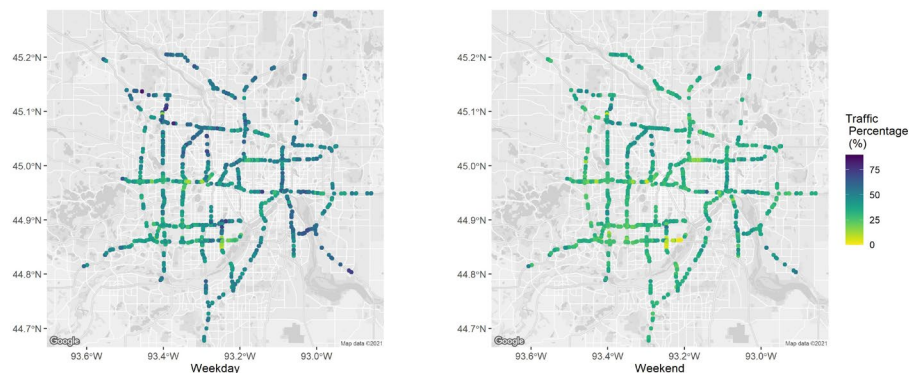 45.2°N
45.1°N
45.0°N
44.9°N
44.8°N
44.7°N
Google
Map data ©2021
93.6°W 93.4°W 93.2°W 93.0°W
Weekday
45.2°N
45.1°N
45.0°N
44.9°N
44.8°N
44.7°N
Google
Map data ©2021
93.6°W 93.4°W 93.2°W 93.0°W
Weekend
Traffic
Percentage
(%)
75
50
25
0